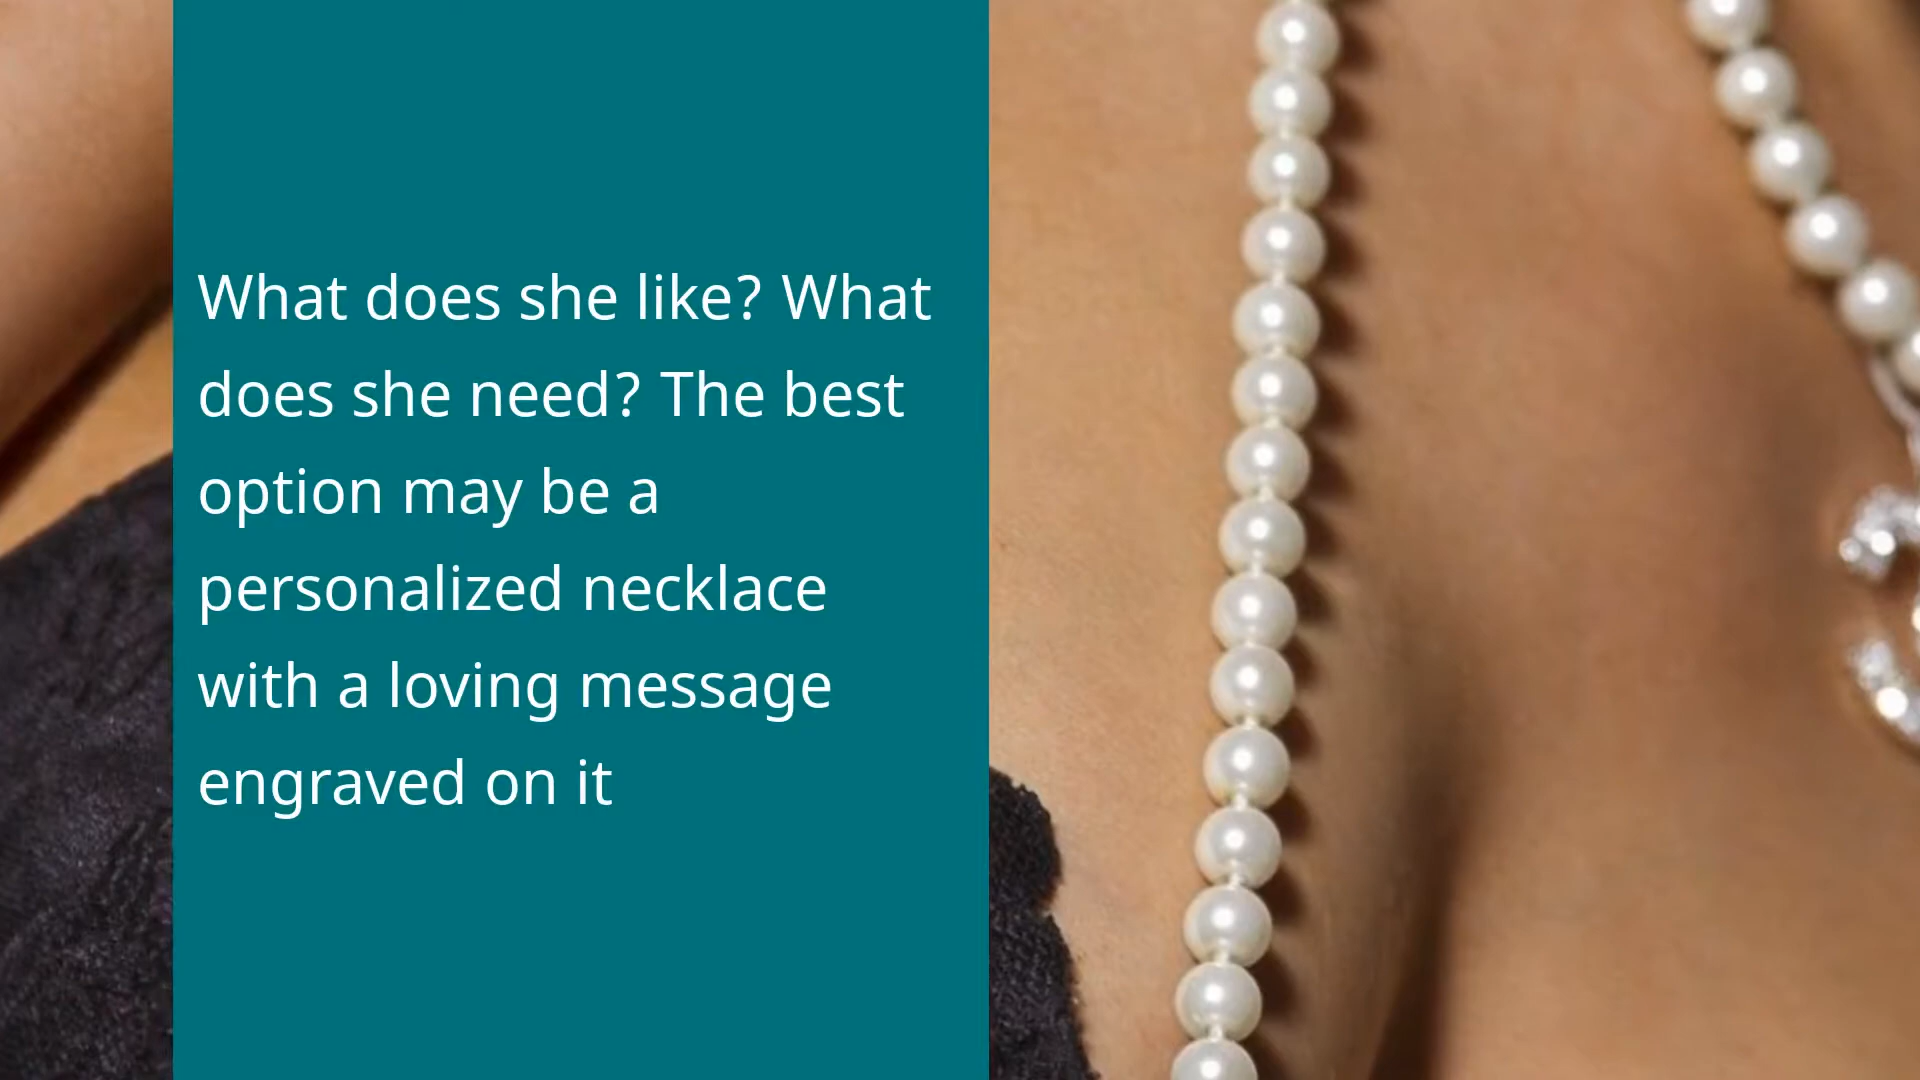 What does she like? What
does she need? The best
option may be a
personalized necklace
with a loving message
engraved on it